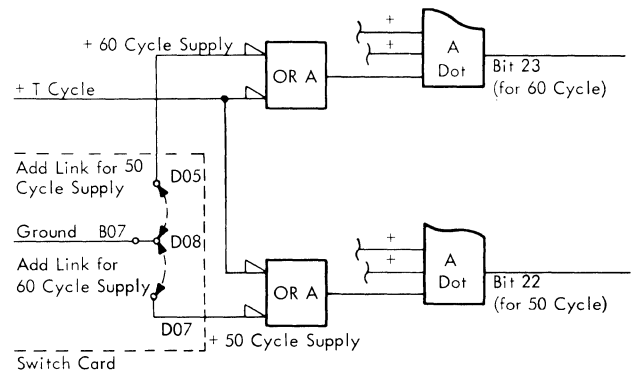 + 60 Cycle Supply
+ T Cycle
OR A
+
+
A
Dot
Bit 23
(for 60 Cycle)
Add Link for 50
Cycle Supply
D05
Ground B07
D08
Add Link for
60 Cycle Supply
D07
Switch Card
OR A
+ 50 Cycle Supply
+
+
A
Dot
Bit 22
(for 50 Cycle)